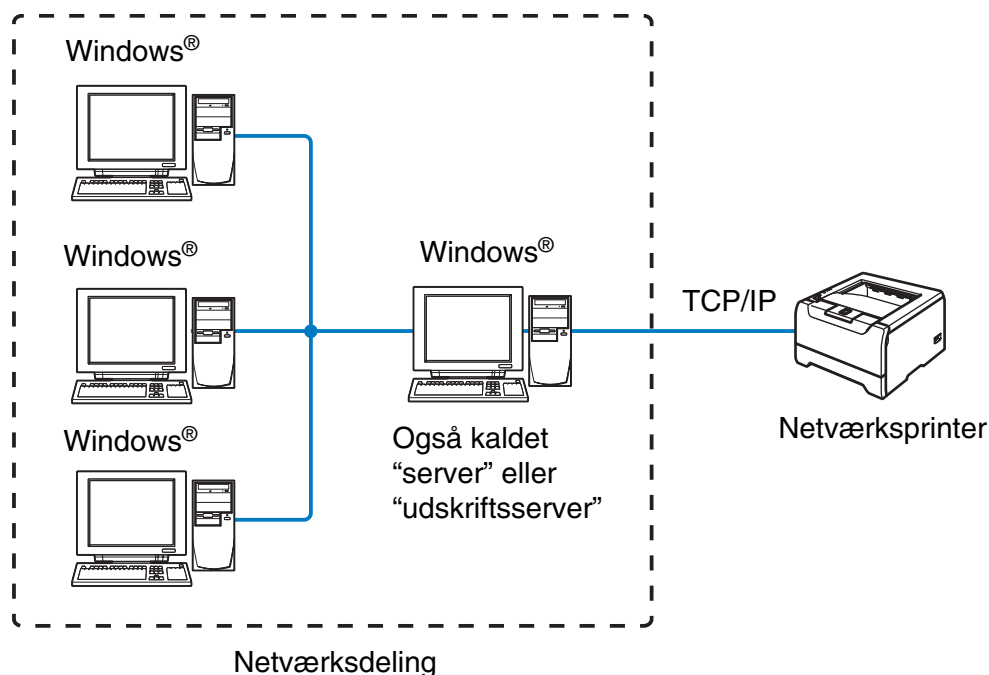 Windows®
Windows®
Windows®
Windows®
Også kaldet
“server” eller
“udskriftsserver”
TCP/IP
Netværksprinter
Netværksdeling